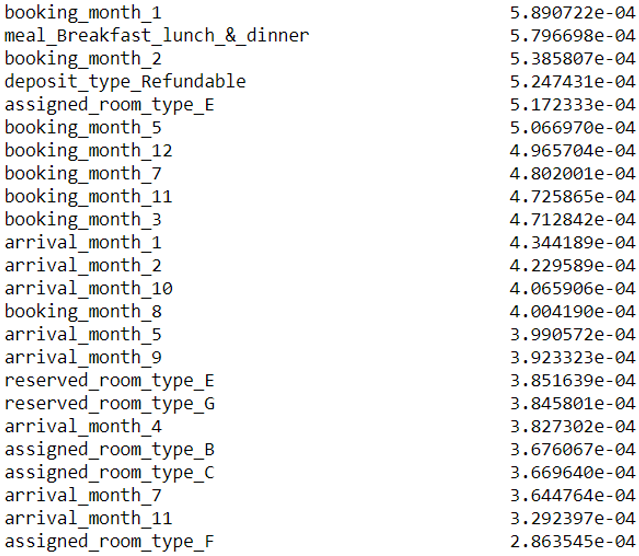 booking_month_1 5.890722e-04
meal_Breakfast_lunch_&_dinner 5.796698e-04
booking_month_2 5.385807e-04
deposit_type_Refundable 5.247431e-04
assigned_room_type_E 5.172333e-04
booking_month_5 5.066970e-04
booking_month_12 4.965704e-04
booking_month_7 4.802001e-04
booking_month_11 4.725865e-04
booking_month_3 4.712842e-04
arrival_month_1 4.344189e-04
arrival_month_2 4.229589e-04
arrival_month_10 4.065906e-04
booking_month_8 4.004190e-04
arrival_month_5 3.990572e-04
arrival_month_9 3.923323e-04
reserved_room_type_E 3.851639e-04
reserved_room_type_G 3.845801e-04
arrival_month_4 3.827302e-04
assigned_room_type_B 3.676067e-04
assigned_room_type_C 3.669640e-04
arrival_month_7 3.644764e-04
arrival_month_11 3.292397e-04
assigned_room_type_F 2.863545e-04